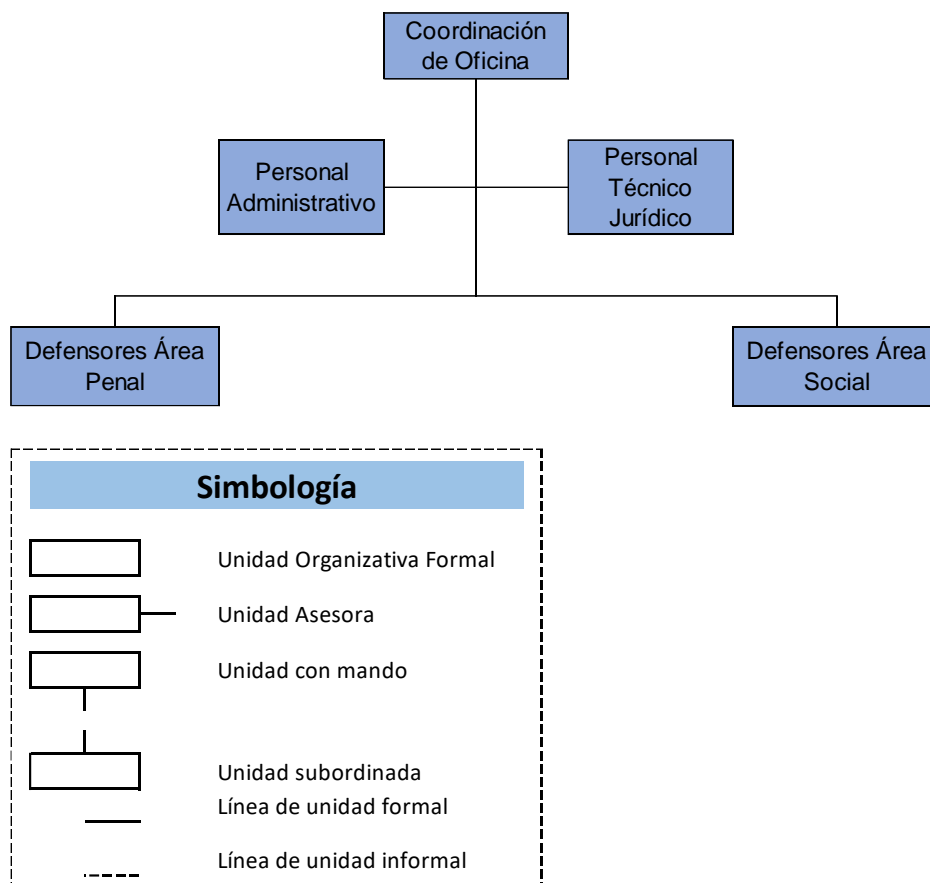 Coordinación
de Oficina
Personal
Administrativo
Personal
Técnico
Jurídico
Defensores Área
Penal
Defensores Área
Social
Simbología
Unidad Organizativa Formal
Unidad Asesora
Unidad con mando
Unidad subordinada
Línea de unidad formal
Línea de unidad informal